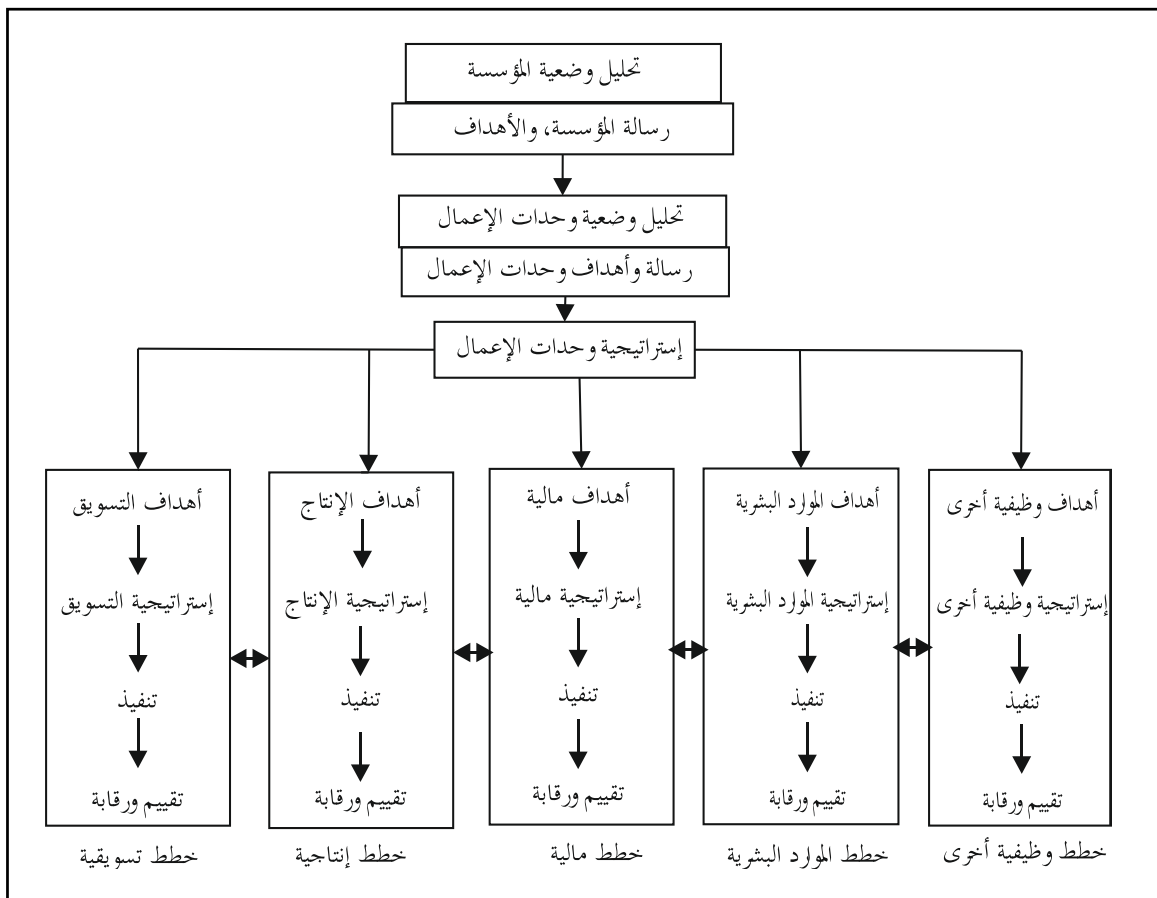 تحليل وضعية المؤسسة
رسالة المؤسسة، والأهداف
تحليل وضعية وحدات الإعمال
رسالة وأهداف وحدات الإعمال
إستراتيجية وحدات الإعمال
أهداف وظيفية أخرى
إستراتيجية وظيفية أخرى
تنفيذ
تقييم ورقابة
خطط وظيفية أخرى
أهداف الموارد البشرية
إستراتيجية الموارد البشرية
تنفيذ
تقييم ورقابة
خطط الموارد البشرية
أهداف مالية
إستراتيجية مالية
تنفيذ
تقييم ورقابة
خطط مالية
أهداف الإنتاج
إستراتيجية الإنتاج
تنفيذ
تقييم ورقابة
خطط إنتاجية
أهداف التسويق
إستراتيجية التسويق
تنفيذ
تقييم ورقابة
خطط تسويقية